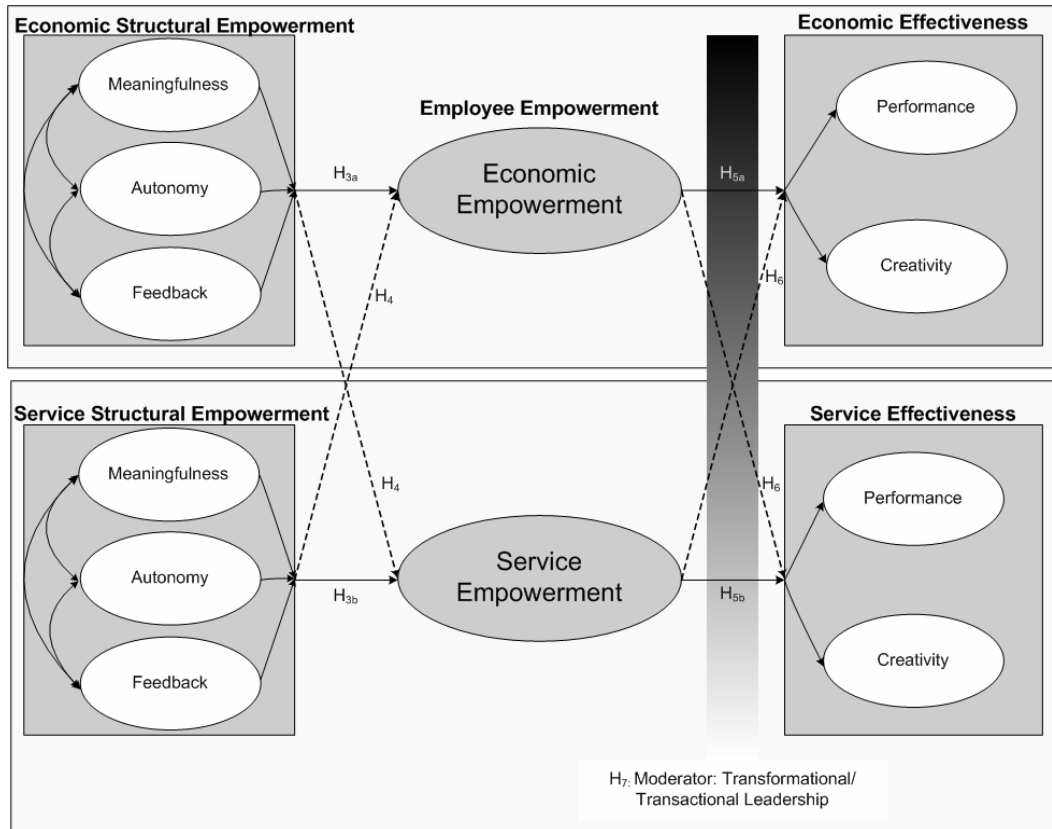 Economic Structural Empowerment
Economic Effectiveness
Meaningfulness
Autonomy
Feedback
Employee Empowerment
Economic
Empowerment
Performance
Creativity
H3a
H5a
H4
H6
Service Structural Empowerment
Service Effectiveness
Meaningfulness
Autonomy
Feedback
H4
H6
Service
Empowerment
Performance
Creativity
H3b
H5b
H7: Moderator: Transformational/
Transactional Leadership